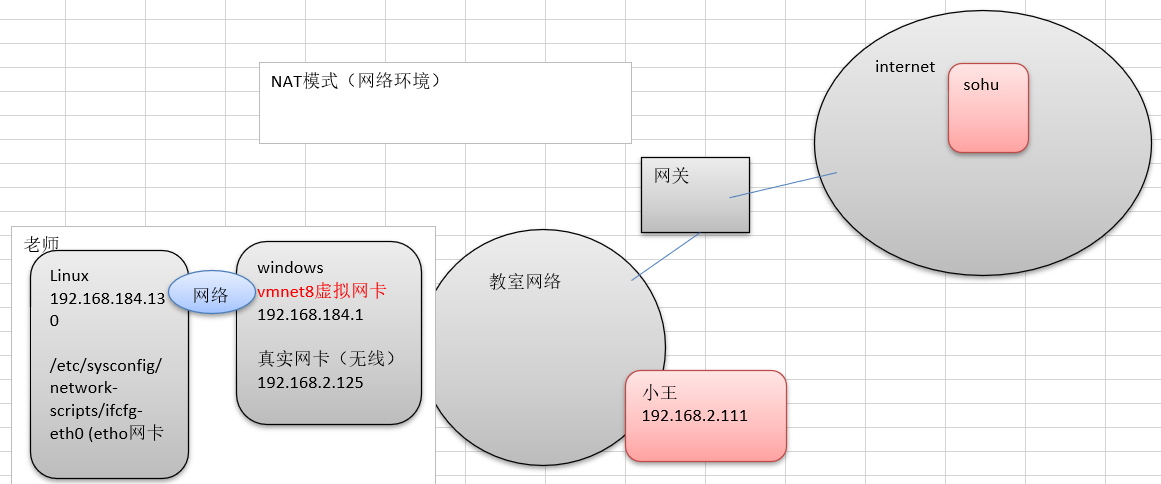 NAT模式（网络环境）
internet
sohu
网关
老师
Linux
192.168.184.13
0
/etc/sysconfig/
network-
scripts/ifcfg-
eth0 (etho网卡
网络
windows
vmnet8虚拟网卡
192.168.184.1
真实网卡（无线）
192.168.2.125
教室网络
小王
192.168.2.111